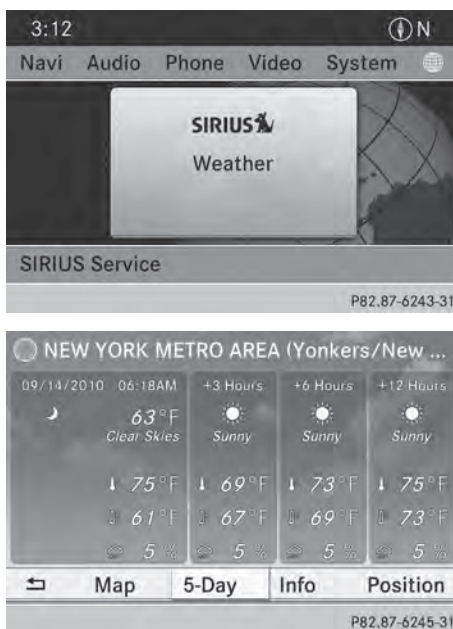 3:12 N
Navi Audio Phone Video System
SIRIUS
Weather
SIRIUS Service
P82.87-6243-31
NEW YORK METRO AREA (Yonkers/New ...
09/14/2010 06:18AM +3 Hours +6 Hours +12 Hours
63°F
Clear Skies Sunny Sunny Sunny
75°F 69°F 73°F 75°F
61°F 67°F 69°F 73°F
5 % 5 % 5 % 5 %
Map 5-Day Info Position
P82.87-6245-31